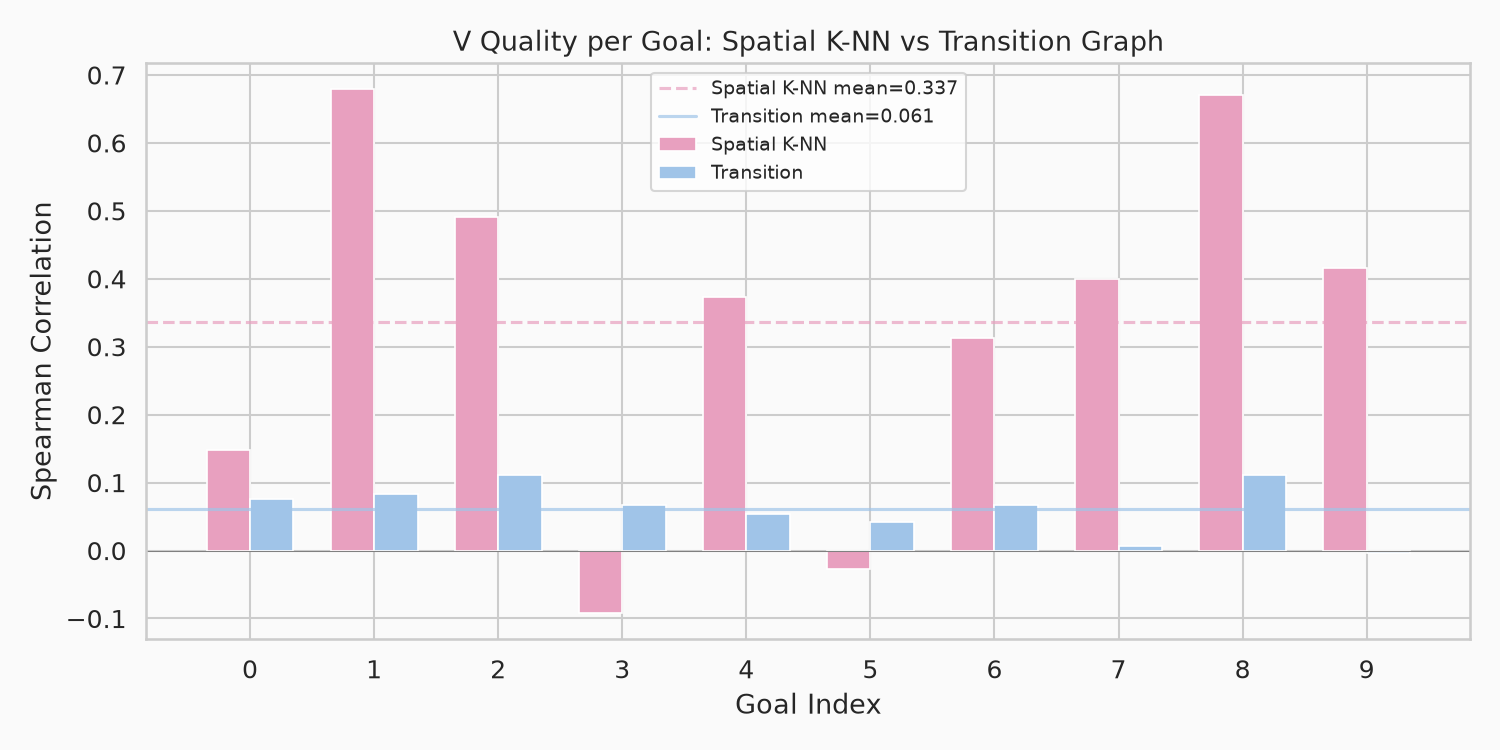 V Quality per Goal: Spatial K-NN vs Transition Graph
Spatial K-NN mean=0.337
Transition mean=0.061
Spatial K-NN
Transition
Spearman Correlation
0.7
0.6
0.5
0.4
0.3
0.2
0.1
0.0
−0.1
0 1 2 3 4 5 6 7 8 9
Goal Index